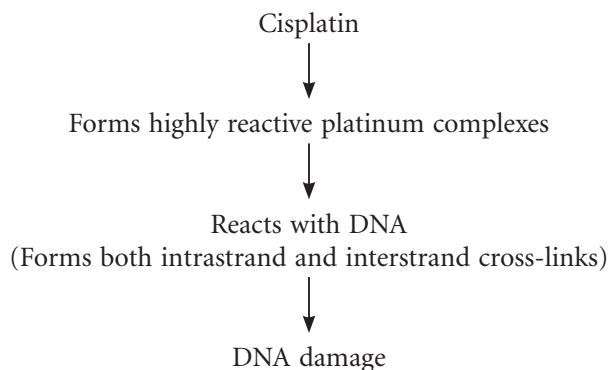 Cisplatin
Forms highly reactive platinum complexes
Reacts with DNA
(Forms both intrastrand and interstrand cross-links)
DNA damage